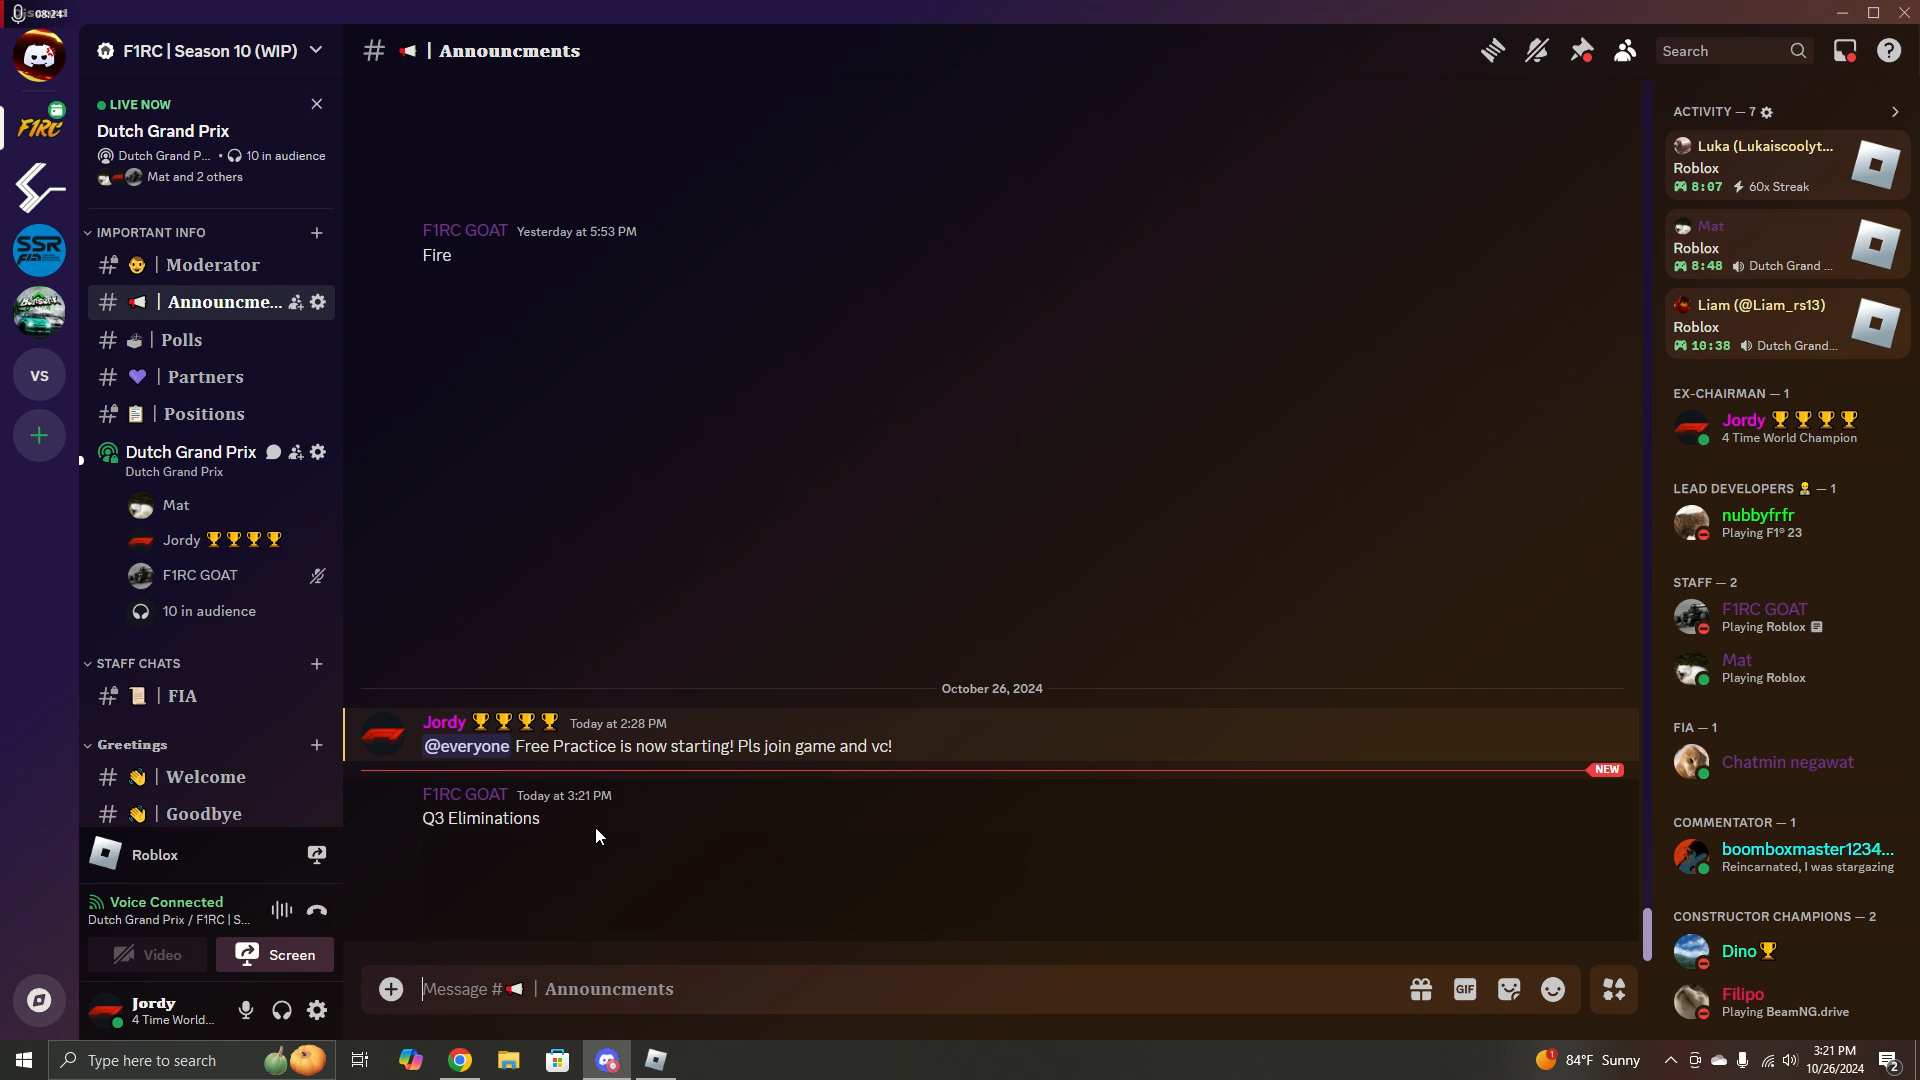 08:24
F1RC | Season 10 (WIP)
LIVE NOW
Dutch Grand Prix
Dutch Grand P... • 10 in audience
Mat and 2 others
IMPORTANT INFO
| Moderator
| Announcme...
| Polls
| Partners
| Positions
Dutch Grand Prix
Dutch Grand Prix
Mat
Jordy
F1RC GOAT
10 in audience
STAFF CHATS
| FIA
Greetings
| Welcome
| Goodbye
Roblox
Voice Connected
Dutch Grand Prix / F1RC | S...
Video
Screen
Jordy
4 Time World...
F1RC
SSR
FIA
VS
# | Announcments
Search
F1RC GOAT Yesterday at 5:53 PM
Fire
October 26, 2024
Jordy Today at 2:28 PM
@everyone Free Practice is now starting! Pls join game and vc!
NEW
F1RC GOAT Today at 3:21 PM
Q3 Eliminations
Message # | Announcments
GIF
ACTIVITY — 7
Luka (Lukaiscoolyt...
Roblox
8:07 60x Streak
Mat
Roblox
8:48 Dutch Grand ...
Liam (@Liam_rs13)
Roblox
10:38 Dutch Grand...
EX-CHAIRMAN — 1
Jordy
4 Time World Champion
LEAD DEVELOPERS — 1
nubbyfrfr
Playing F1® 23
STAFF — 2
F1RC GOAT
Playing Roblox
Mat
Playing Roblox
FIA — 1
Chatmin negawat
COMMENTATOR — 1
boomboxmaster1234...
Reincarnated, I was stargazing
CONSTRUCTOR CHAMPIONS — 2
Dino
Filipo
Playing BeamNG.drive
Type here to search
84°F Sunny
3:21 PM
10/26/2024
2